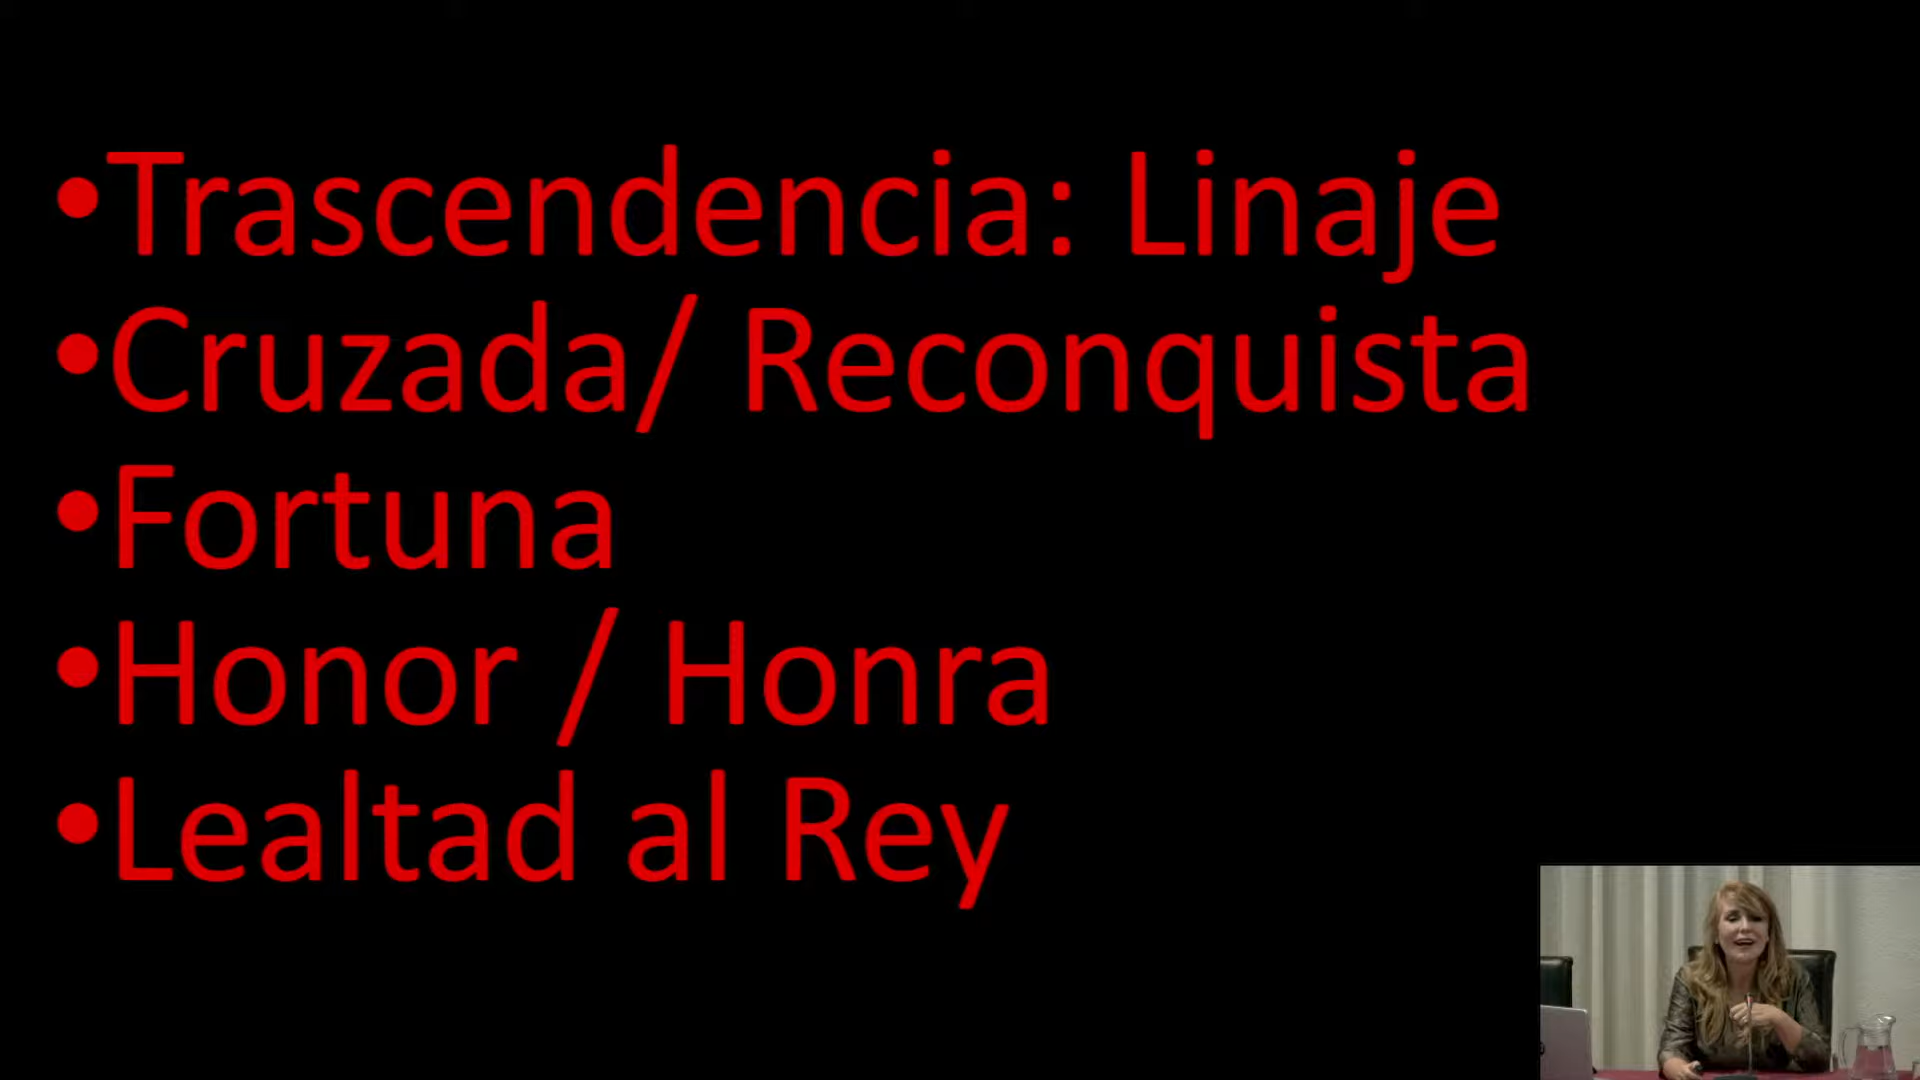 •Trascendencia: Linaje
•Cruzada/ Reconquista
•Fortuna
•Honor / Honra
•Lealtad al Rey